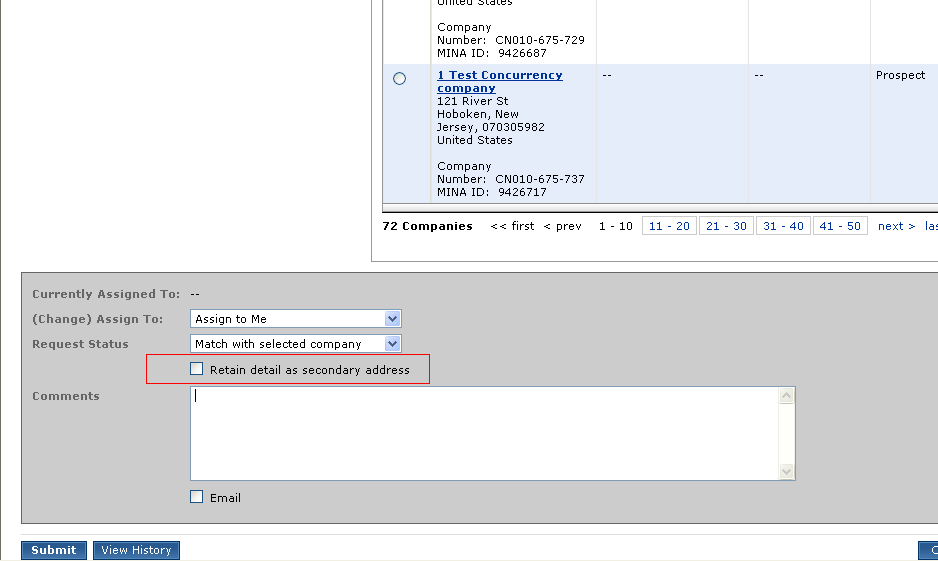 United States
Company
Number: CN010-675-729
MINA ID: 9426687
1 Test Concurrency
company
-- -- Prospect
121 River St
Hoboken, New
Jersey, 070305982
United States
Company
Number: CN010-675-737
MINA ID: 9426717
72 Companies << first < prev 1 - 10 11 - 20 21 - 30 31 - 40 41 - 50 next >
Currently Assigned To: --
(Change) Assign To: Assign to Me
Request Status Match with selected company
Retain detail as secondary address
Comments
Email
Submit View History